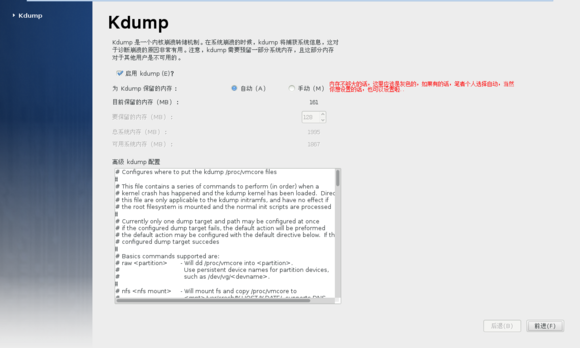 Kdump
Kdump
Kdump 是一个内核崩溃转储机制。在系统崩溃的时候，kdump 将捕获系统信息，这对
于诊断崩溃的原因非常有用。注意，kdump 需要预留一部分系统内存，且这部分内存
对于其他用户是不可用的。
启用 kdump (E)?
为 Kdump 保留的内存：
自动（A）
手动（M）
内存不够大的话，这里应该是灰色的，如果有的话，笔者个人选择自动，当然
你想设置的话，也可以设置啦
目前保留的内存（MB）：
161
要保留的内存（MB）：
128
总系统内存（MB）：
可用系统内存（MB）：
高级 kdump 配置
# Configures where to put the kdump /proc/vmcore files
#
# This file contains a series of commands to perform (in order) when a
# kernel crash has happened and the kdump kernel has been loaded.  Direc
# this file are only applicable to the kdump initramfs, and have no effect if
# the root filesystem is mounted and the normal init scripts are processed
#
# Currently only one dump target and path may be configured at once
# if the configured dump target fails, the default action will be preformed
# the default action may be configured with the default directive below.  If th
# configured dump target succedes
#
# Basics commands supported are:
# raw <partition>     - Will dd /proc/vmcore into <partition>.
#                       Use persistent device names for partition devices,
#                       such as /dev/vg/<devname>.
#
# nfs <nfs mount>     - Will mount fs and copy /proc/vmcore to
后退(B)
前进(F)